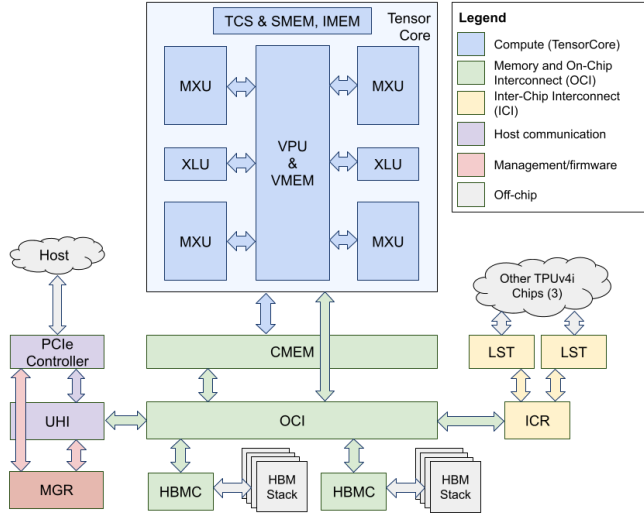 TCS & SMEM, IMEM
Tensor
Core
MXU
MXU
VPU
&
VMEM
XLU
XLU
MXU
MXU
Legend
Compute (TensorCore)
Memory and On-Chip
Interconnect (OCI)
Inter-Chip Interconnect
(ICI)
Host communication
Management/firmware
Off-chip
Host
Other TPUv4i
Chips (3)
PCIe
Controller
CMEM
LST
LST
UHI
OCI
ICR
MGR
HBMC
HBM
Stack
HBMC
HBM
Stack